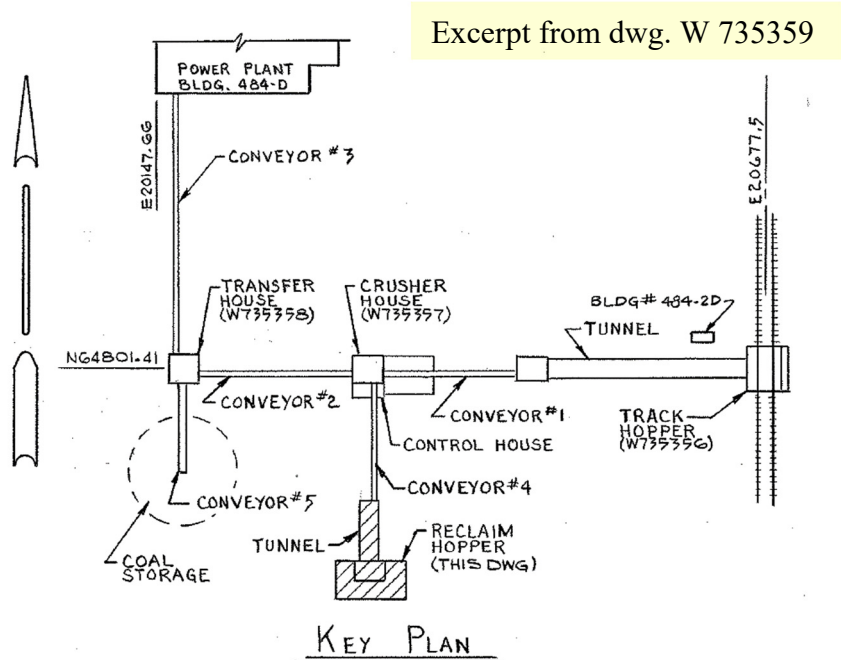 Excerpt from dwg. W 735359
POWER PLANT
BLDG. 484-D
E20147.66
CONVEYOR #3
E20677.5
TRANSFER
HOUSE
(W735358)
CRUSHER
HOUSE
(W735357)
BLDG# 484-2D
TUNNEL
N64801.41
CONVEYOR #2
CONVEYOR #1
TRACK
HOPPER
(W735356)
CONTROL HOUSE
CONVEYOR #4
CONVEYOR #5
TUNNEL
RECLAIM
HOPPER
(THIS DWG)
COAL
STORAGE
KEY PLAN